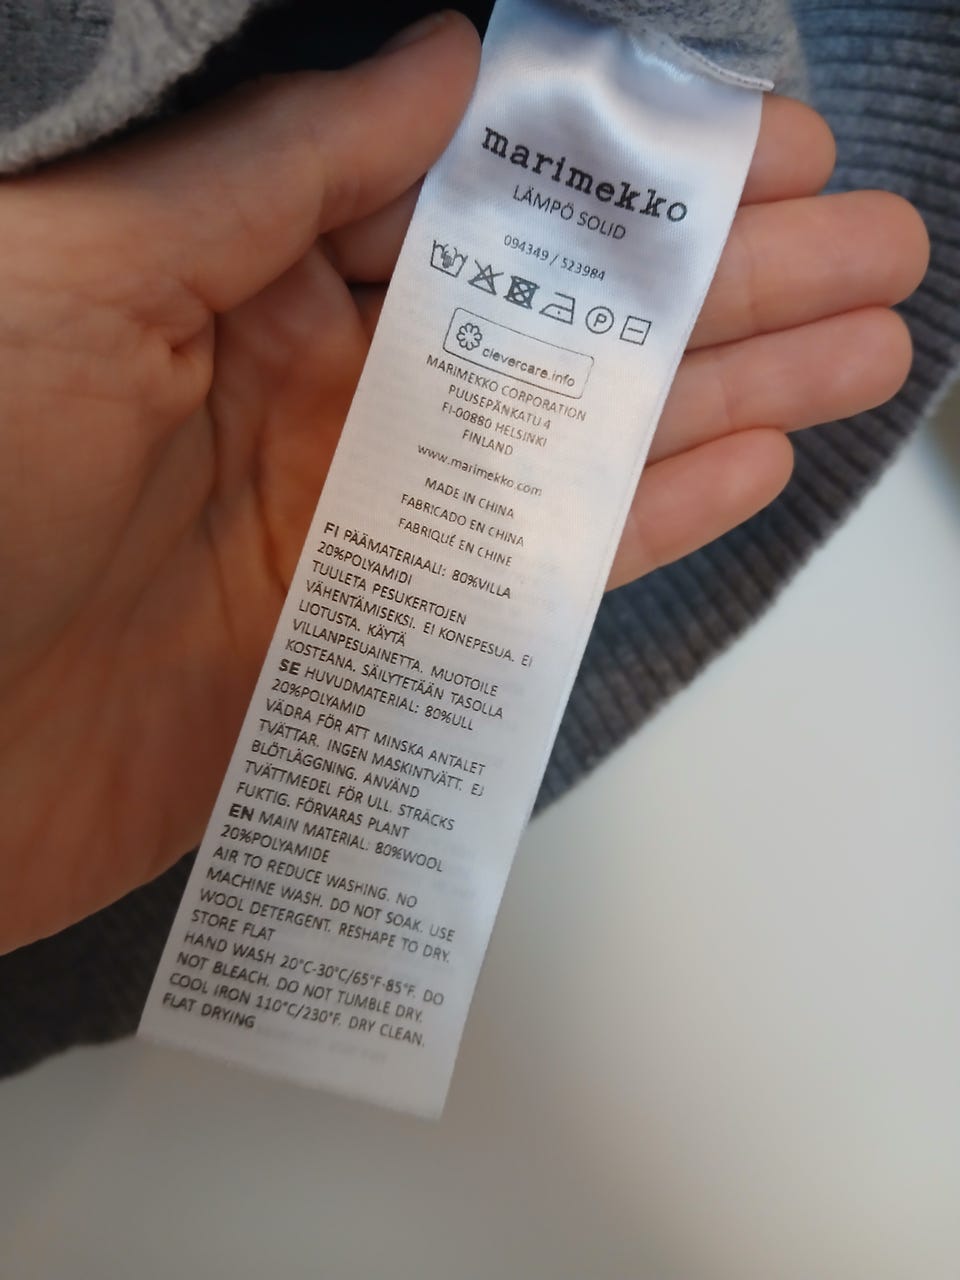 marimekko
LÄMPÖ SOLID
094349 / 523984
P
clevercare.info
MARIMEKKO CORPORATION
PUUSEPÄNKATU 4
FI-00880 HELSINKI
FINLAND
www.marimekko.com
MADE IN CHINA
FABRICADO EN CHINA
FABRIQUÉ EN CHINE
FI PÄÄMATERIAALI: 80%VILLA
20%POLYAMIDI
TUULETA PESUKERTOJEN
VÄHENTÄMISEKSI. EI KONEPESUA. EI
LIOTUSTA. KÄYTÄ
VILLANPESUAINETTA. MUOTOILE
KOSTEANA. SÄILYTETÄÄN TASOLLA
SE HUVUDMATERIAL: 80%ULL
20%POLYAMID
VÄDRA FÖR ATT MINSKA ANTALET
TVÄTTAR. INGEN MASKINTVÄTT. EJ
BLÖTLÄGGNING. ANVÄND
TVÄTTMEDEL FÖR ULL. STRÄCKS
FUKTIG. FÖRVARAS PLANT
EN MAIN MATERIAL: 80%WOOL
20%POLYAMIDE
AIR TO REDUCE WASHING. NO
MACHINE WASH. DO NOT SOAK. USE
WOOL DETERGENT. RESHAPE TO DRY.
STORE FLAT
HAND WASH 20°C-30°C/65°F-85°F. DO
NOT BLEACH. DO NOT TUMBLE DRY.
COOL IRON 110°C/230°F. DRY CLEAN.
FLAT DRYING